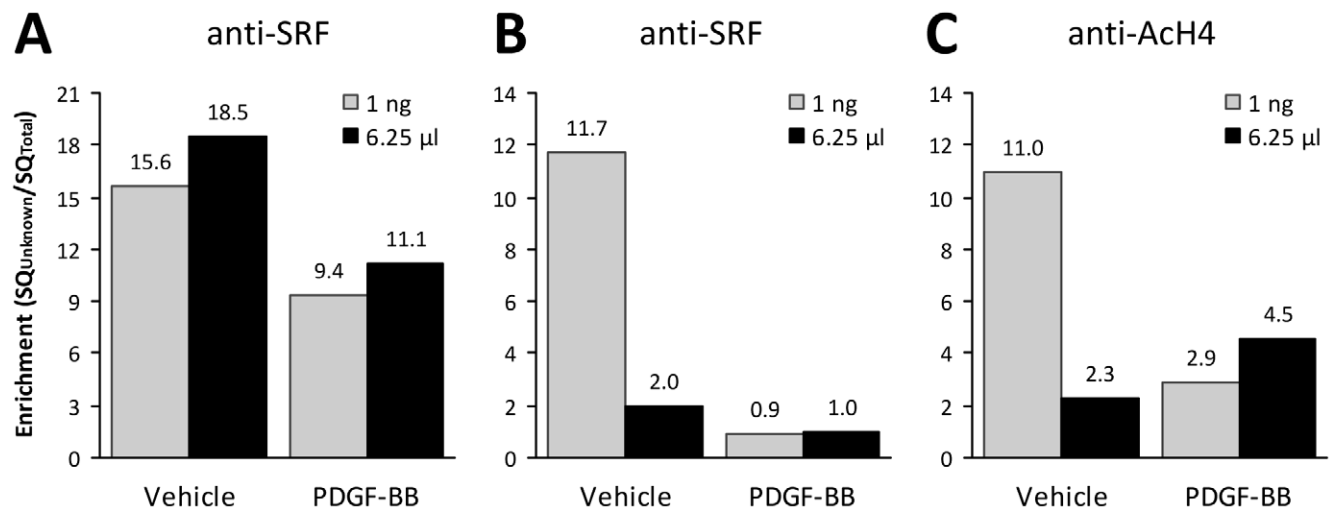 A anti-SRF
Enrichment (SQUnknown/SQTotal)
21
18
15
12
9
6
3
0
1 ng
6.25 µl
15.6
18.5
9.4
11.1
Vehicle PDGF-BB
B anti-SRF
14
12
10
8
6
4
2
0
1 ng
6.25 µl
11.7
2.0
0.9
1.0
Vehicle PDGF-BB
C anti-AcH4
14
12
10
8
6
4
2
0
1 ng
6.25 µl
11.0
2.3
2.9
4.5
Vehicle PDGF-BB